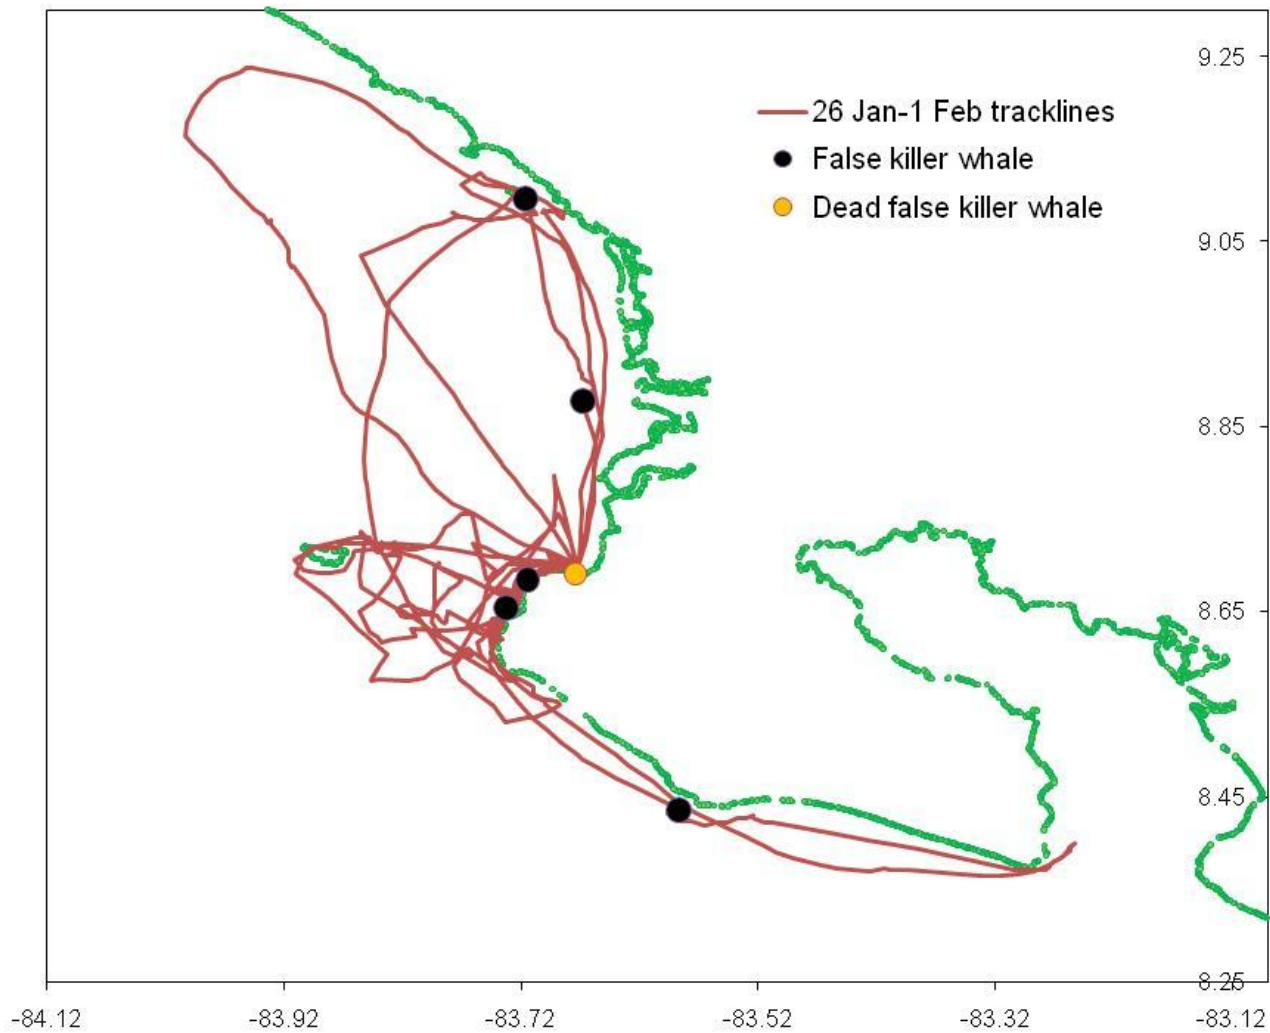 9.25
26 Jan-1 Feb tracklines
False killer whale
Dead false killer whale
9.05
8.85
8.65
8.45
8.25
-84.12 -83.92 -83.72 -83.52 -83.32 -83.12